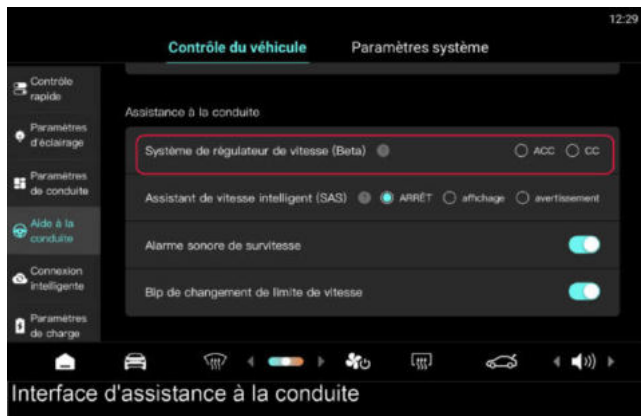 12:29
Contrôle du véhicule Paramètres système
Contrôle
rapide
Assistance à la conduite
Paramètres
d'éclairage
Système de régulateur de vitesse (Beta) ACC CC
Paramètres
de conduite
Assistant de vitesse intelligent (SAS) ARRÊT affichage avertissement
Aide à la
conduite
Alarme sonore de survitesse
Connexion
intelligente
Bip de changement de limite de vitesse
Paramètres
de charge
Interface d'assistance à la conduite